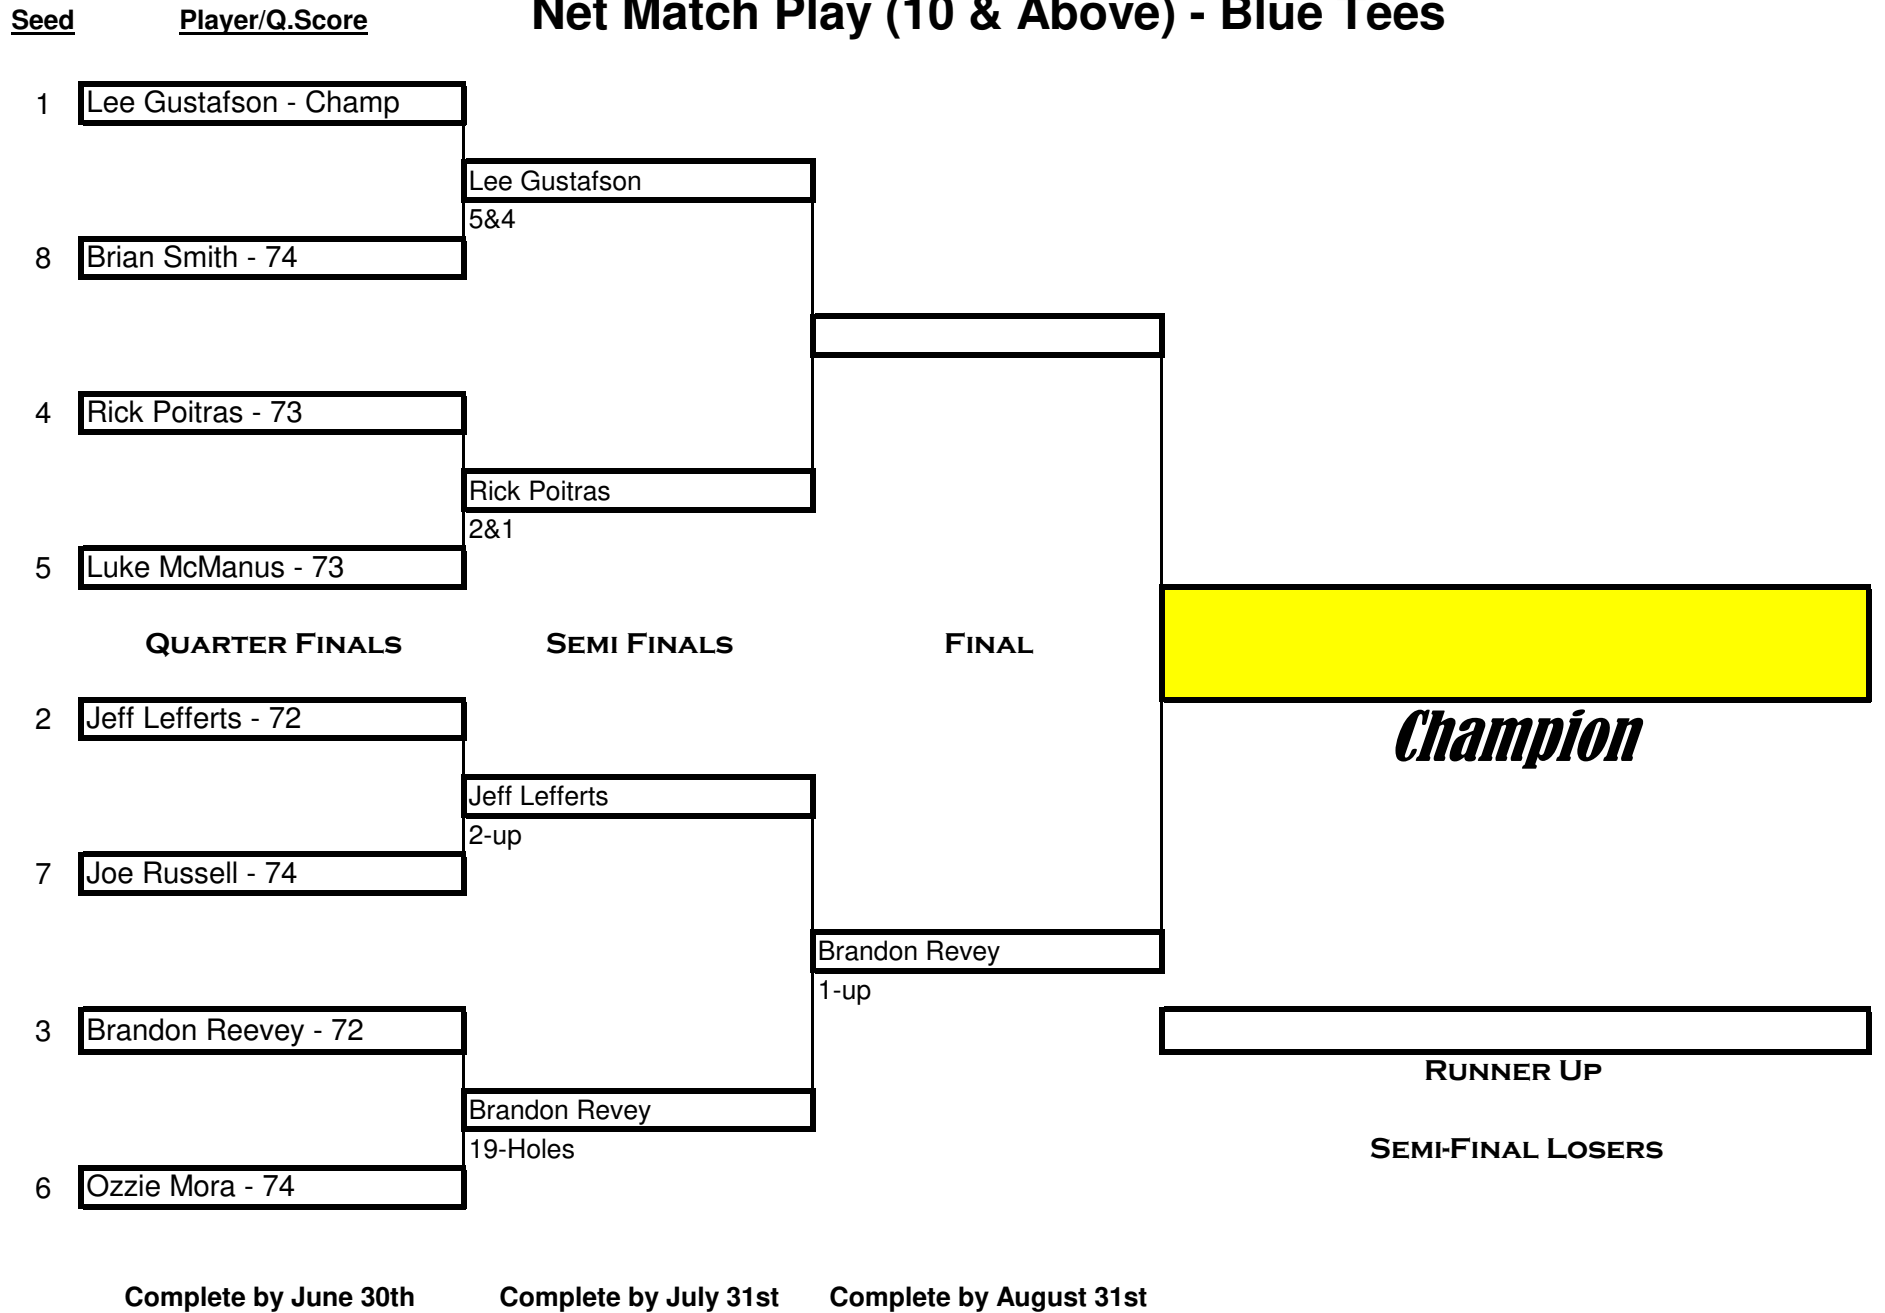 Seed Player/Q.Score Net Match Play (10 & Above) - Blue Tees
1 Lee Gustafson - Champ
Lee Gustafson
5&4
8 Brian Smith - 74
4 Rick Poitras - 73
Rick Poitras
2&1
5 Luke McManus - 73
QUARTER FINALS SEMI FINALS FINAL
2 Jeff Lefferts - 72
Champion
Jeff Lefferts
2-up
7 Joe Russell - 74
Brandon Revey
1-up
3 Brandon Reevey - 72
RUNNER UP
Brandon Revey
19-Holes
SEMI-FINAL LOSERS
6 Ozzie Mora - 74
Complete by June 30th Complete by July 31st Complete by August 31st